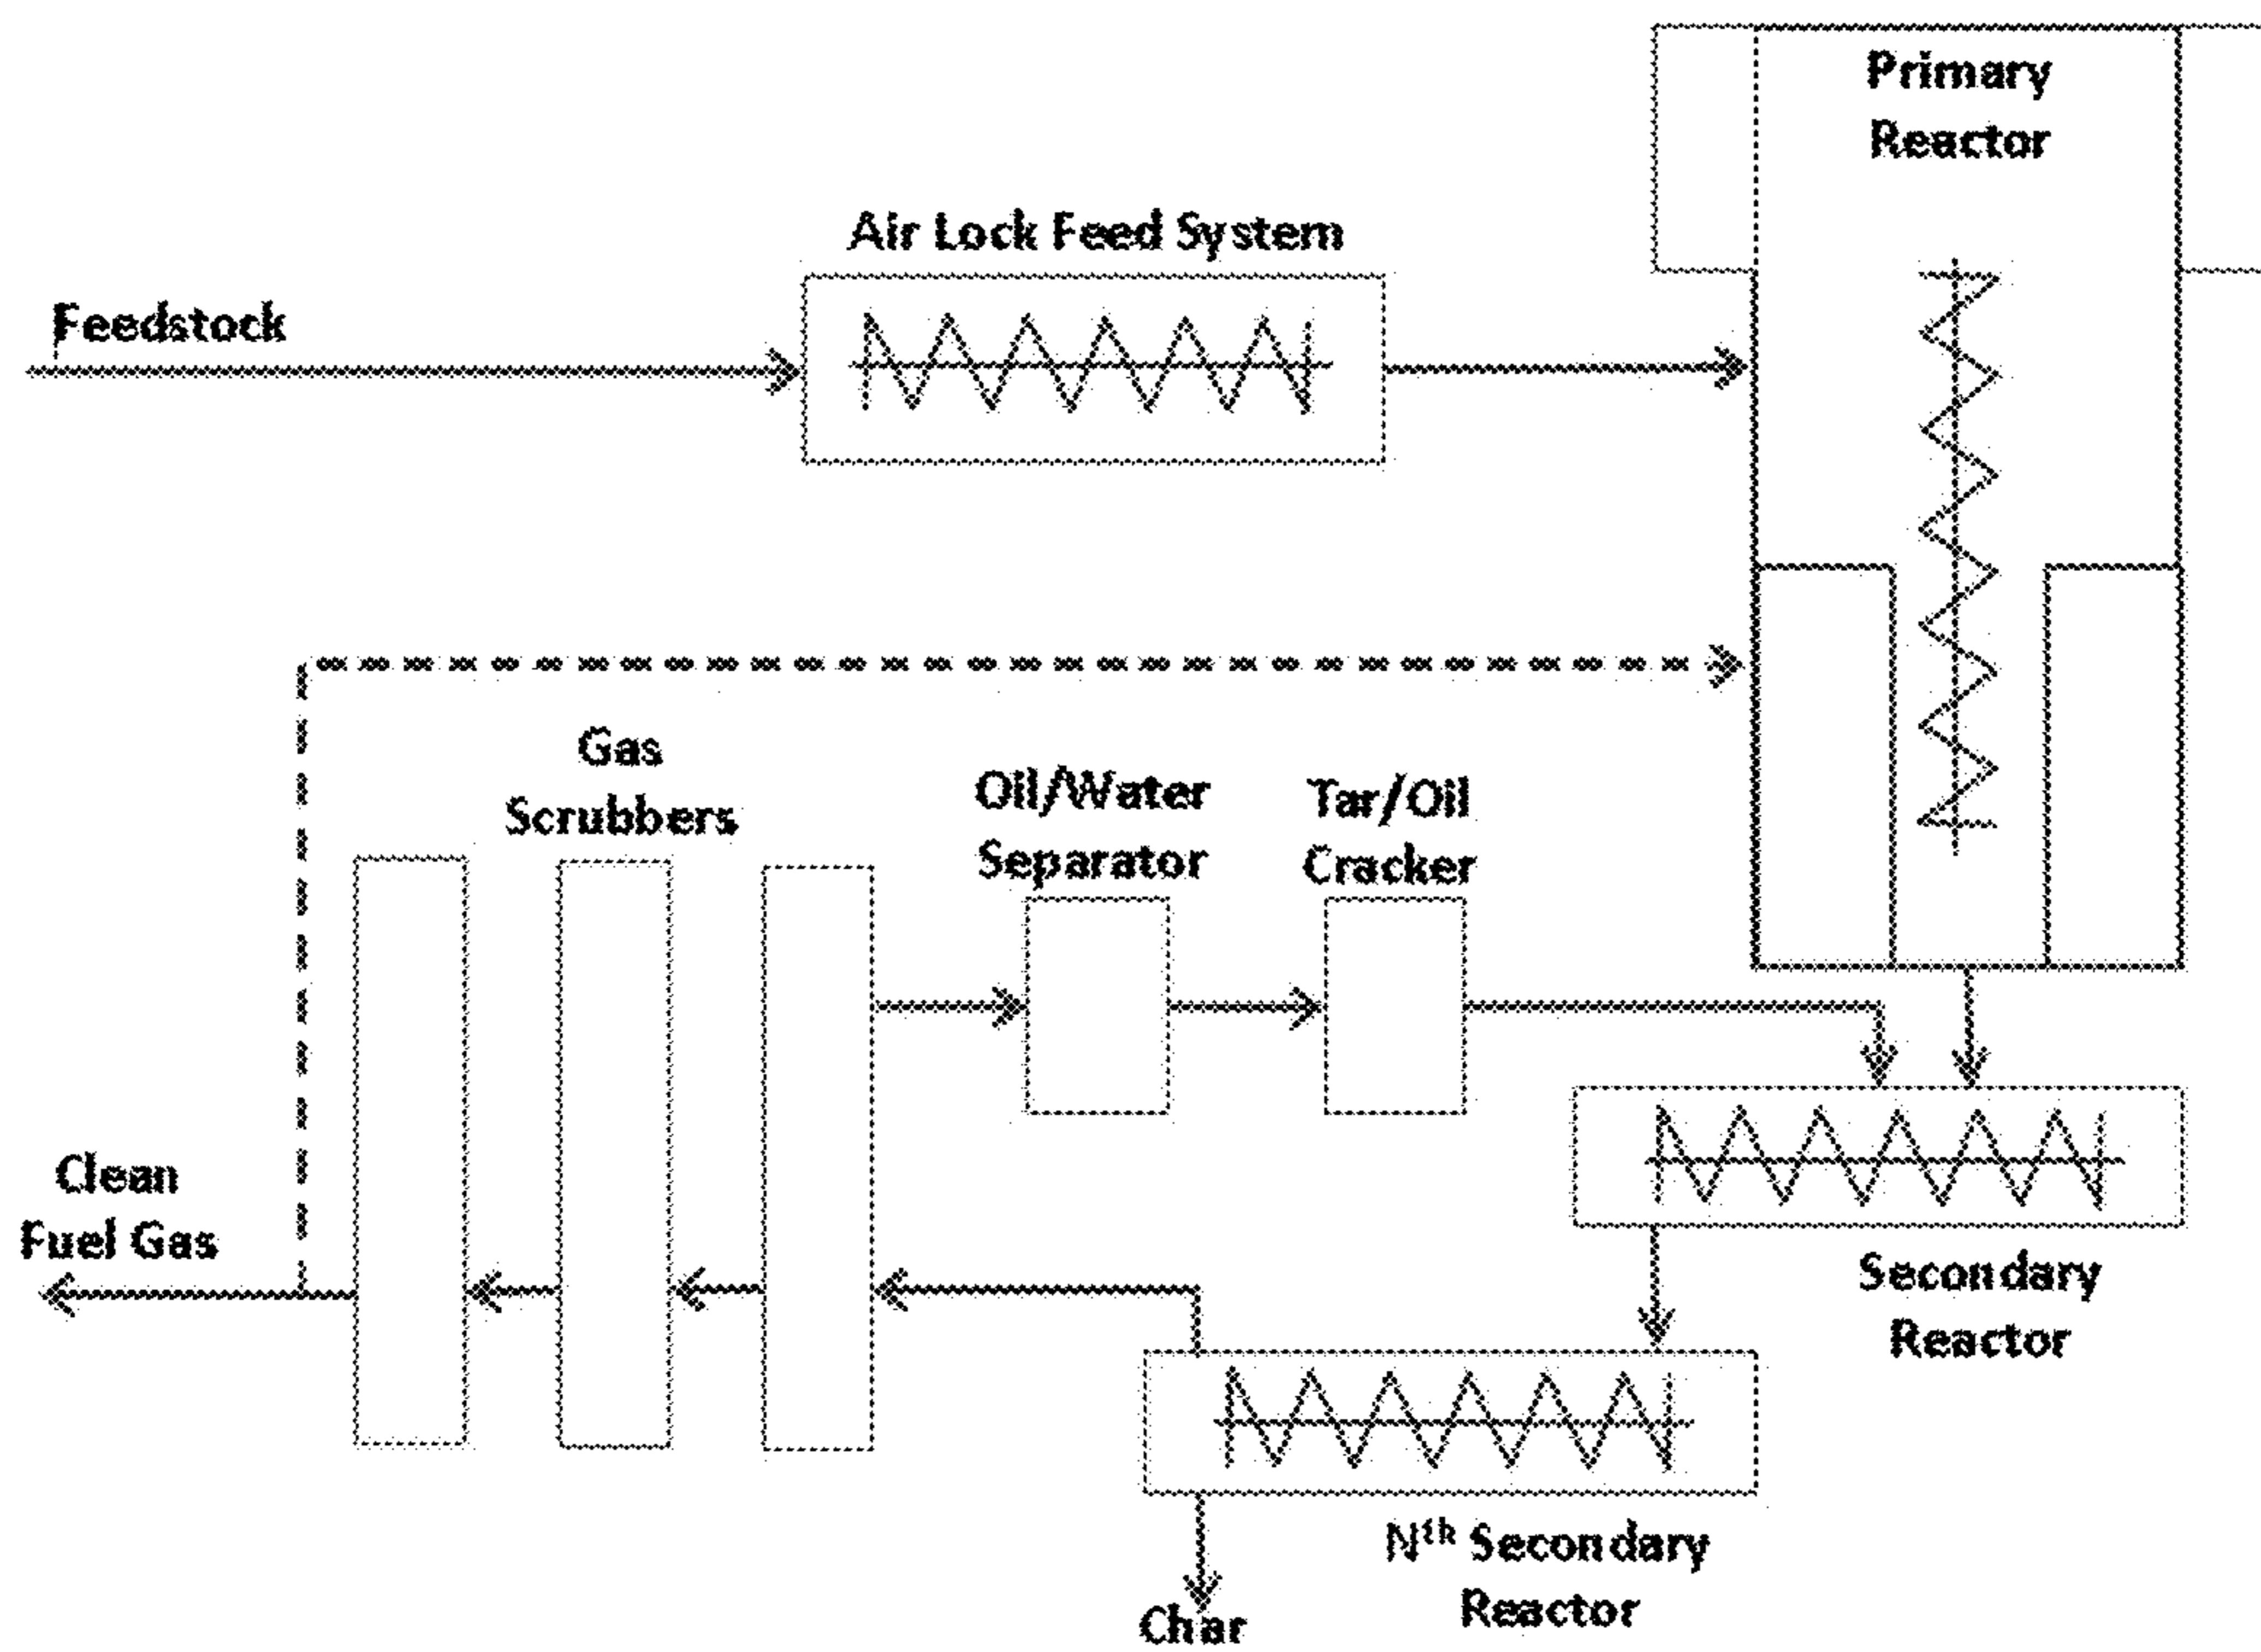 Primary
Reactor
Air Lock Feed System
Feedstock
Gas
Scrubbers
Oil/Water
Separator
Tar/Oil
Cracker
Clean
Fuel Gas
Secondary
Reactor
Nth Secondary
Reactor
Char